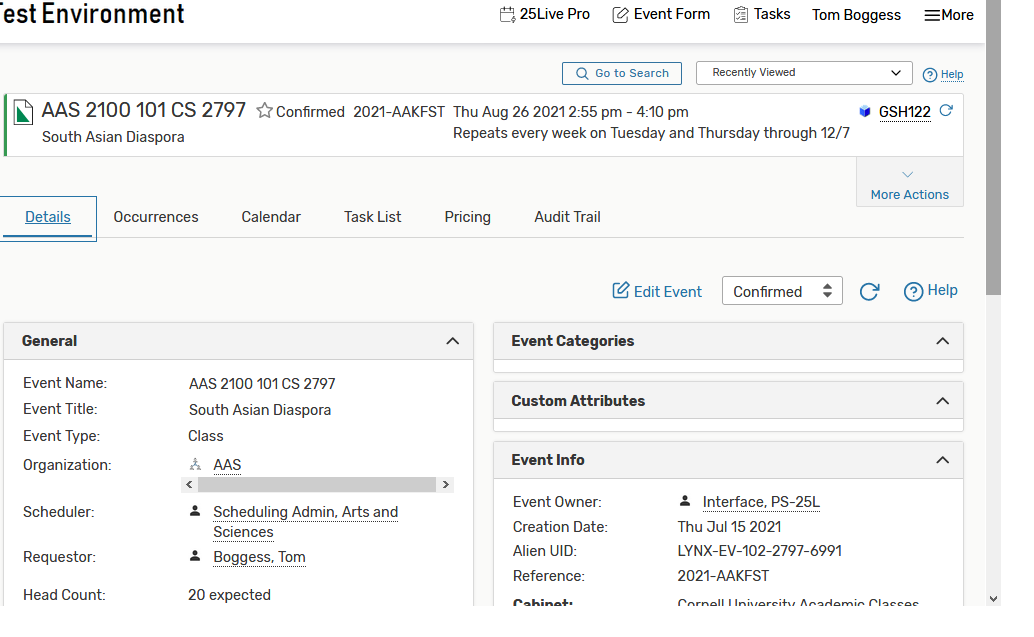 Test Environment
25Live Pro Event Form Tasks Tom Boggess More
Go to Search Recently Viewed Help
AAS 2100 101 CS 2797 Confirmed 2021-AAKFST Thu Aug 26 2021 2:55 pm - 4:10 pm GSH122
South Asian Diaspora Repeats every week on Tuesday and Thursday through 12/7
More Actions
Details Occurrences Calendar Task List Pricing Audit Trail
Edit Event Confirmed Help
General
Event Name: AAS 2100 101 CS 2797
Event Title: South Asian Diaspora
Event Type: Class
Organization: AAS
Scheduler: Scheduling Admin, Arts and
Sciences
Requestor: Boggess, Tom
Head Count: 20 expected
Event Categories
Custom Attributes
Event Info
Event Owner: Interface, PS-25L
Creation Date: Thu Jul 15 2021
Alien UID: LYNX-EV-102-2797-6991
Reference: 2021-AAKFST
Cabinet: Cornell University Academic Classes